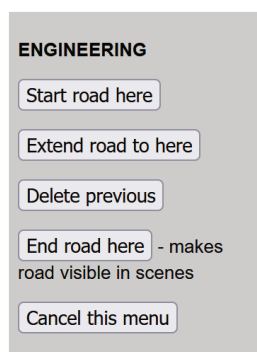 ENGINEERING
Start road here
Extend road to here
Delete previous
End road here - makes
road visible in scenes
Cancel this menu